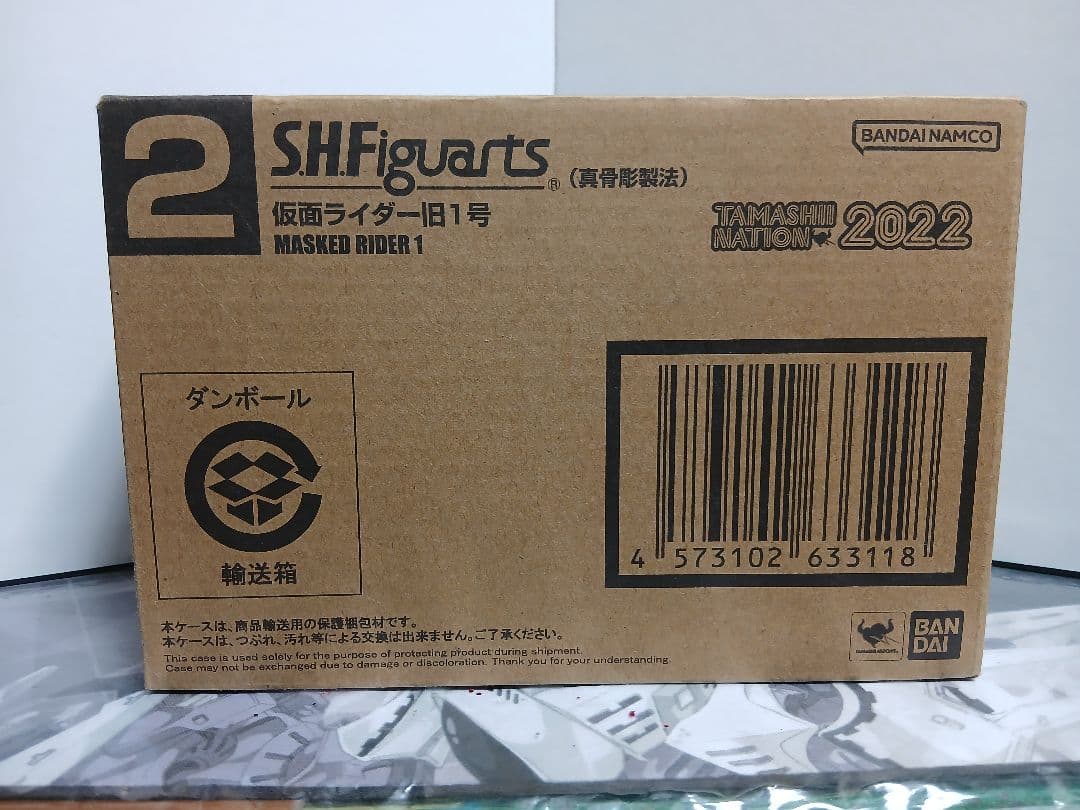 2
S.H.Figuarts® (真骨彫製法)
仮面ライダー旧1号
MASKED RIDER 1
BANDAI NAMCO
TAMASHII
NATION 2022
ダンボール
輸送箱
4 573102 633118
本ケースは、商品輸送用の保護梱包材です。
本ケースは、つぶれ、汚れ等による交換は出来ません。ご了承ください。
This case is used solely for the purpose of protecting product during shipment.
Case may not be exchanged due to damage or discoloration. Thank you for your understanding.
BAN
DAI